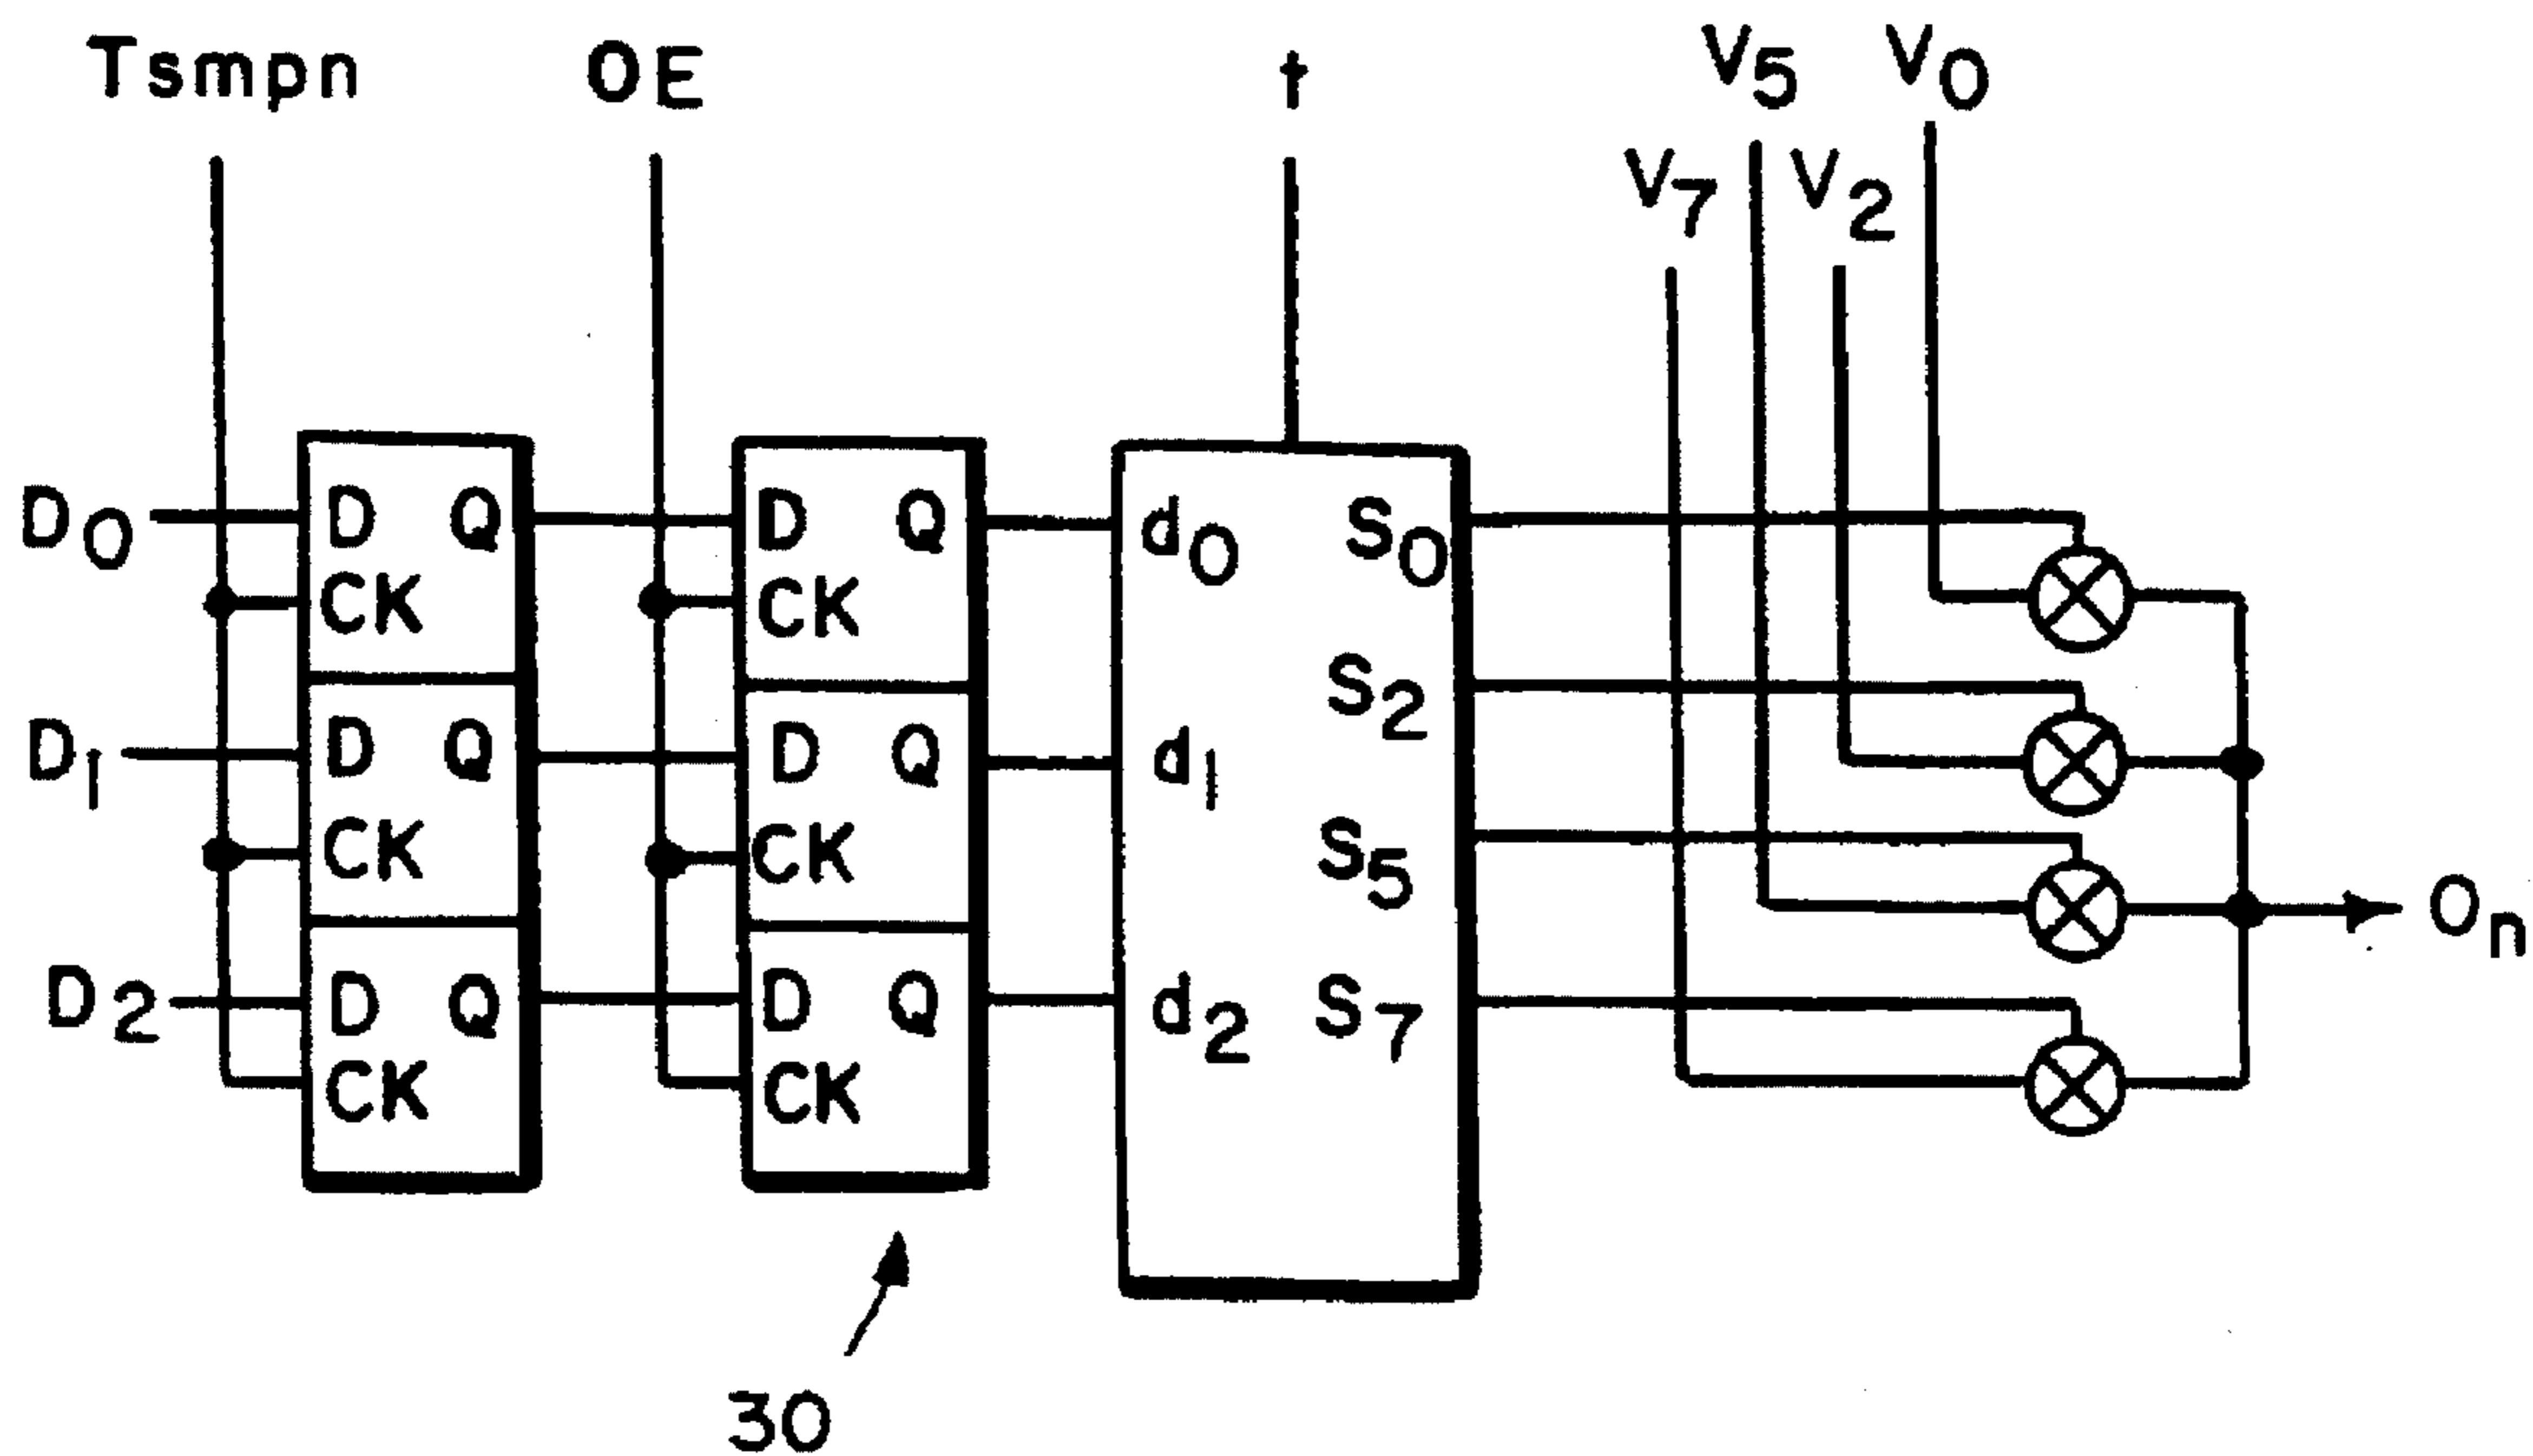 Tsmpn OE t V5 V0
V7 V2
D0 D Q D Q d0 S0
CK CK
S2
D1 D Q D Q d1
CK CK S5
On
D2 D Q D Q d2 S7
CK CK
30